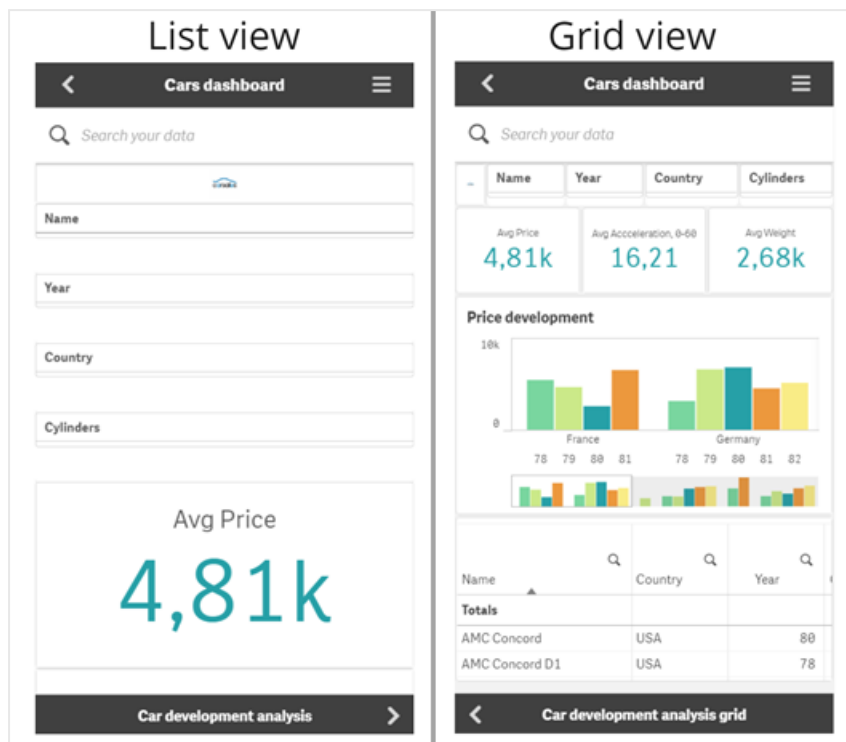 List view
Cars dashboard
Search your data
Name
Year
Country
Cylinders
Avg Price
4,81k
Car development analysis
Grid view
Cars dashboard
Search your data
Name Year Country Cylinders
Avg Price Avg Accceleration, 0-60 Avg Weight
4,81k 16,21 2,68k
Price development
10k
0
France Germany
78 79 80 81 78 79 80 81 82
Name Country Year
Totals
AMC Concord USA 80
AMC Concord D1 USA 78
Car development analysis grid